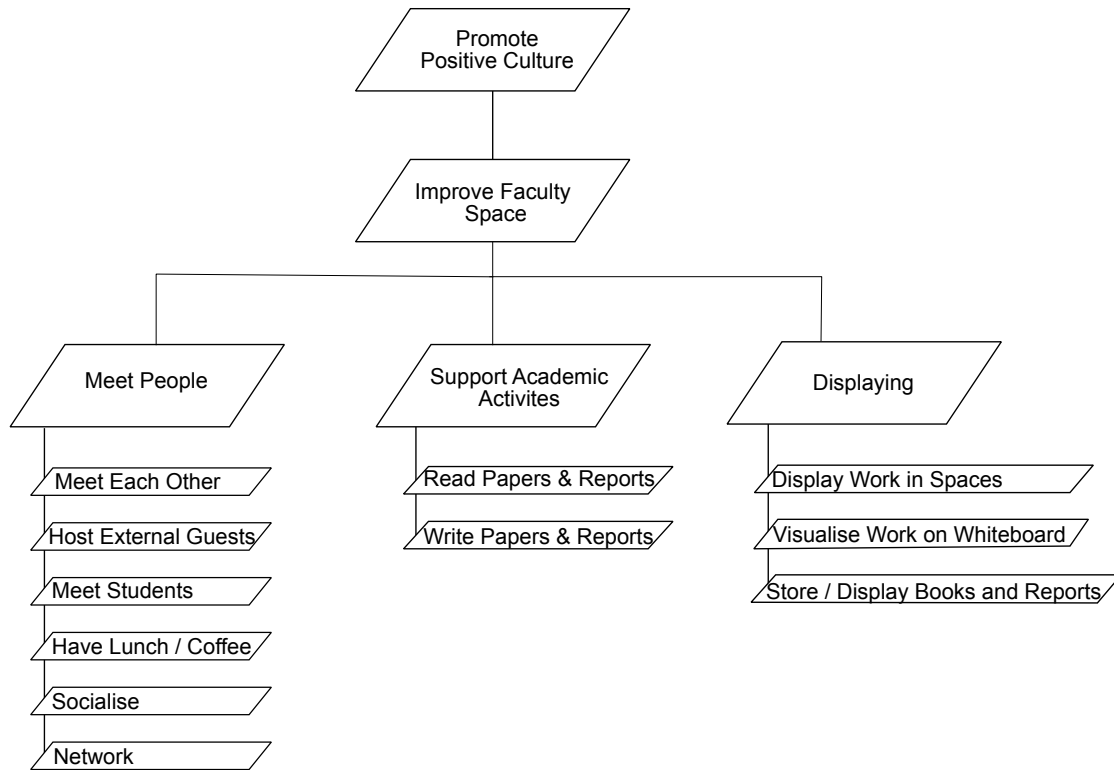 Promote
Positive Culture
Improve Faculty
Space
Meet People
Support Academic
Activites
Displaying
Meet Each Other
Host External Guests
Meet Students
Have Lunch / Coffee
Socialise
Network
Read Papers & Reports
Write Papers & Reports
Display Work in Spaces
Visualise Work on Whiteboard
Store / Display Books and Reports